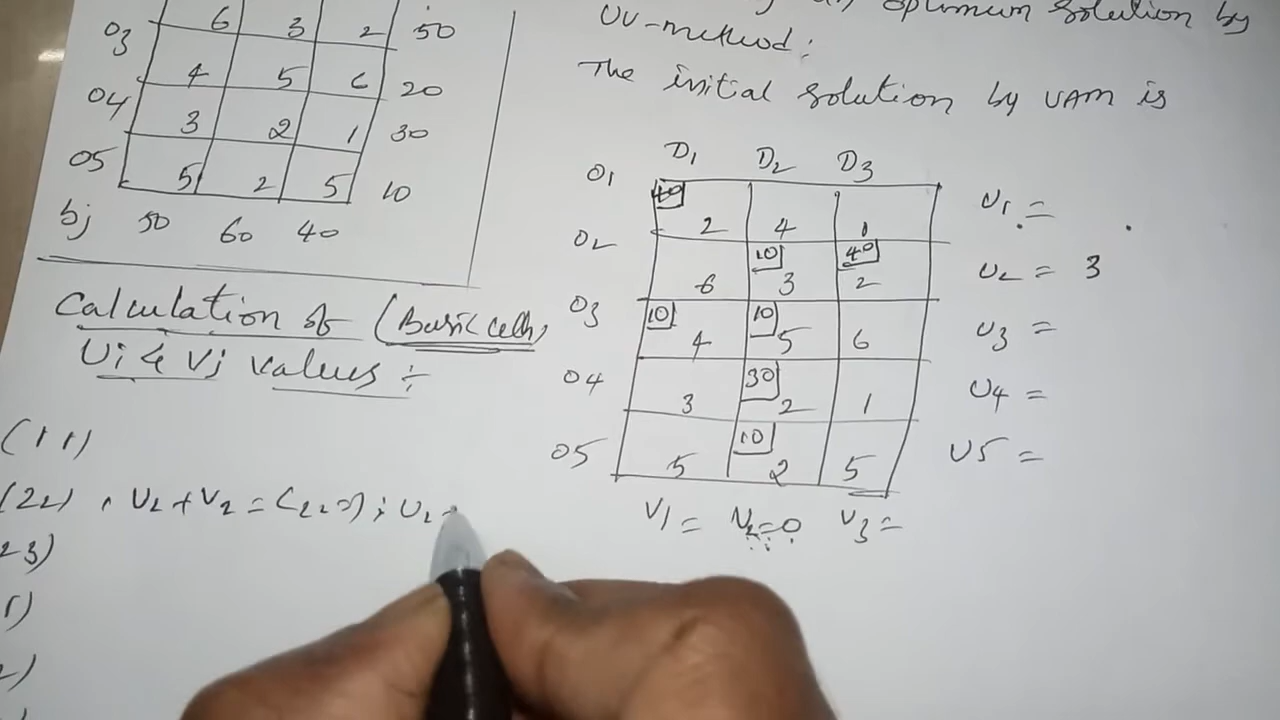 6 3 2 50
O3
4 5 6 20
O4
3 2 1 30
O5
5 2 5 10
bj 50 60 40
Calculation of (Basic cells)
Ui & Vj values :-
(11)
(22) , U2 + V2 = C22 ; U2
23)
optimum solution by
UV-method:
The initial solution by VAM is
D1 D2 D3
O1 40 2 4 1 U1 =
O2 6 10 3 40 2 U2 = 3
O3 10 4 10 5 6 U3 =
O4 3 30 2 1 U4 =
O5 5 10 2 5 U5 =
V1 = V2=0 V3=